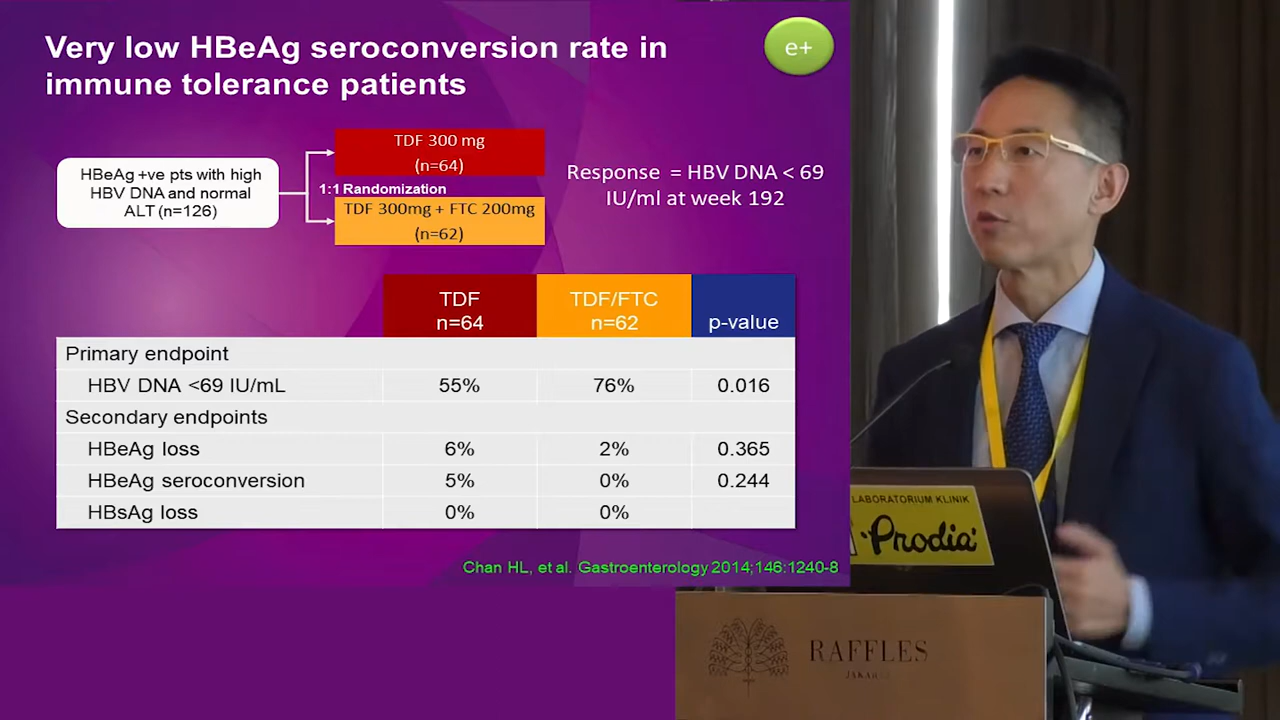 Very low HBeAg seroconversion rate in
immune tolerance patients
e+
HBeAg +ve pts with high
HBV DNA and normal
ALT (n=126)
1:1 Randomization
TDF 300 mg
(n=64)
TDF 300mg + FTC 200mg
(n=62)
Response = HBV DNA < 69
IU/ml at week 192
TDF n=64 TDF/FTC n=62 p-value
Primary endpoint
HBV DNA <69 IU/mL 55% 76% 0.016
Secondary endpoints
HBeAg loss 6% 2% 0.365
HBeAg seroconversion 5% 0% 0.244
HBsAg loss 0% 0%
Chan HL, et al. Gastroenterology 2014;146:1240-8
LABORATORIUM KLINIK
Prodia
RAFFLES
JAKARTA